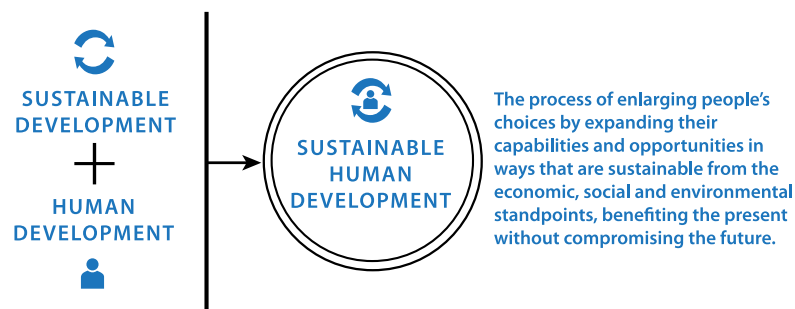 SUSTAINABLE
DEVELOPMENT
HUMAN
DEVELOPMENT
SUSTAINABLE
HUMAN
DEVELOPMENT
The process of enlarging people's
choices by expanding their
capabilities and opportunities in
ways that are sustainable from the
economic, social and environmental
standpoints, benefiting the present
without compromising the future.